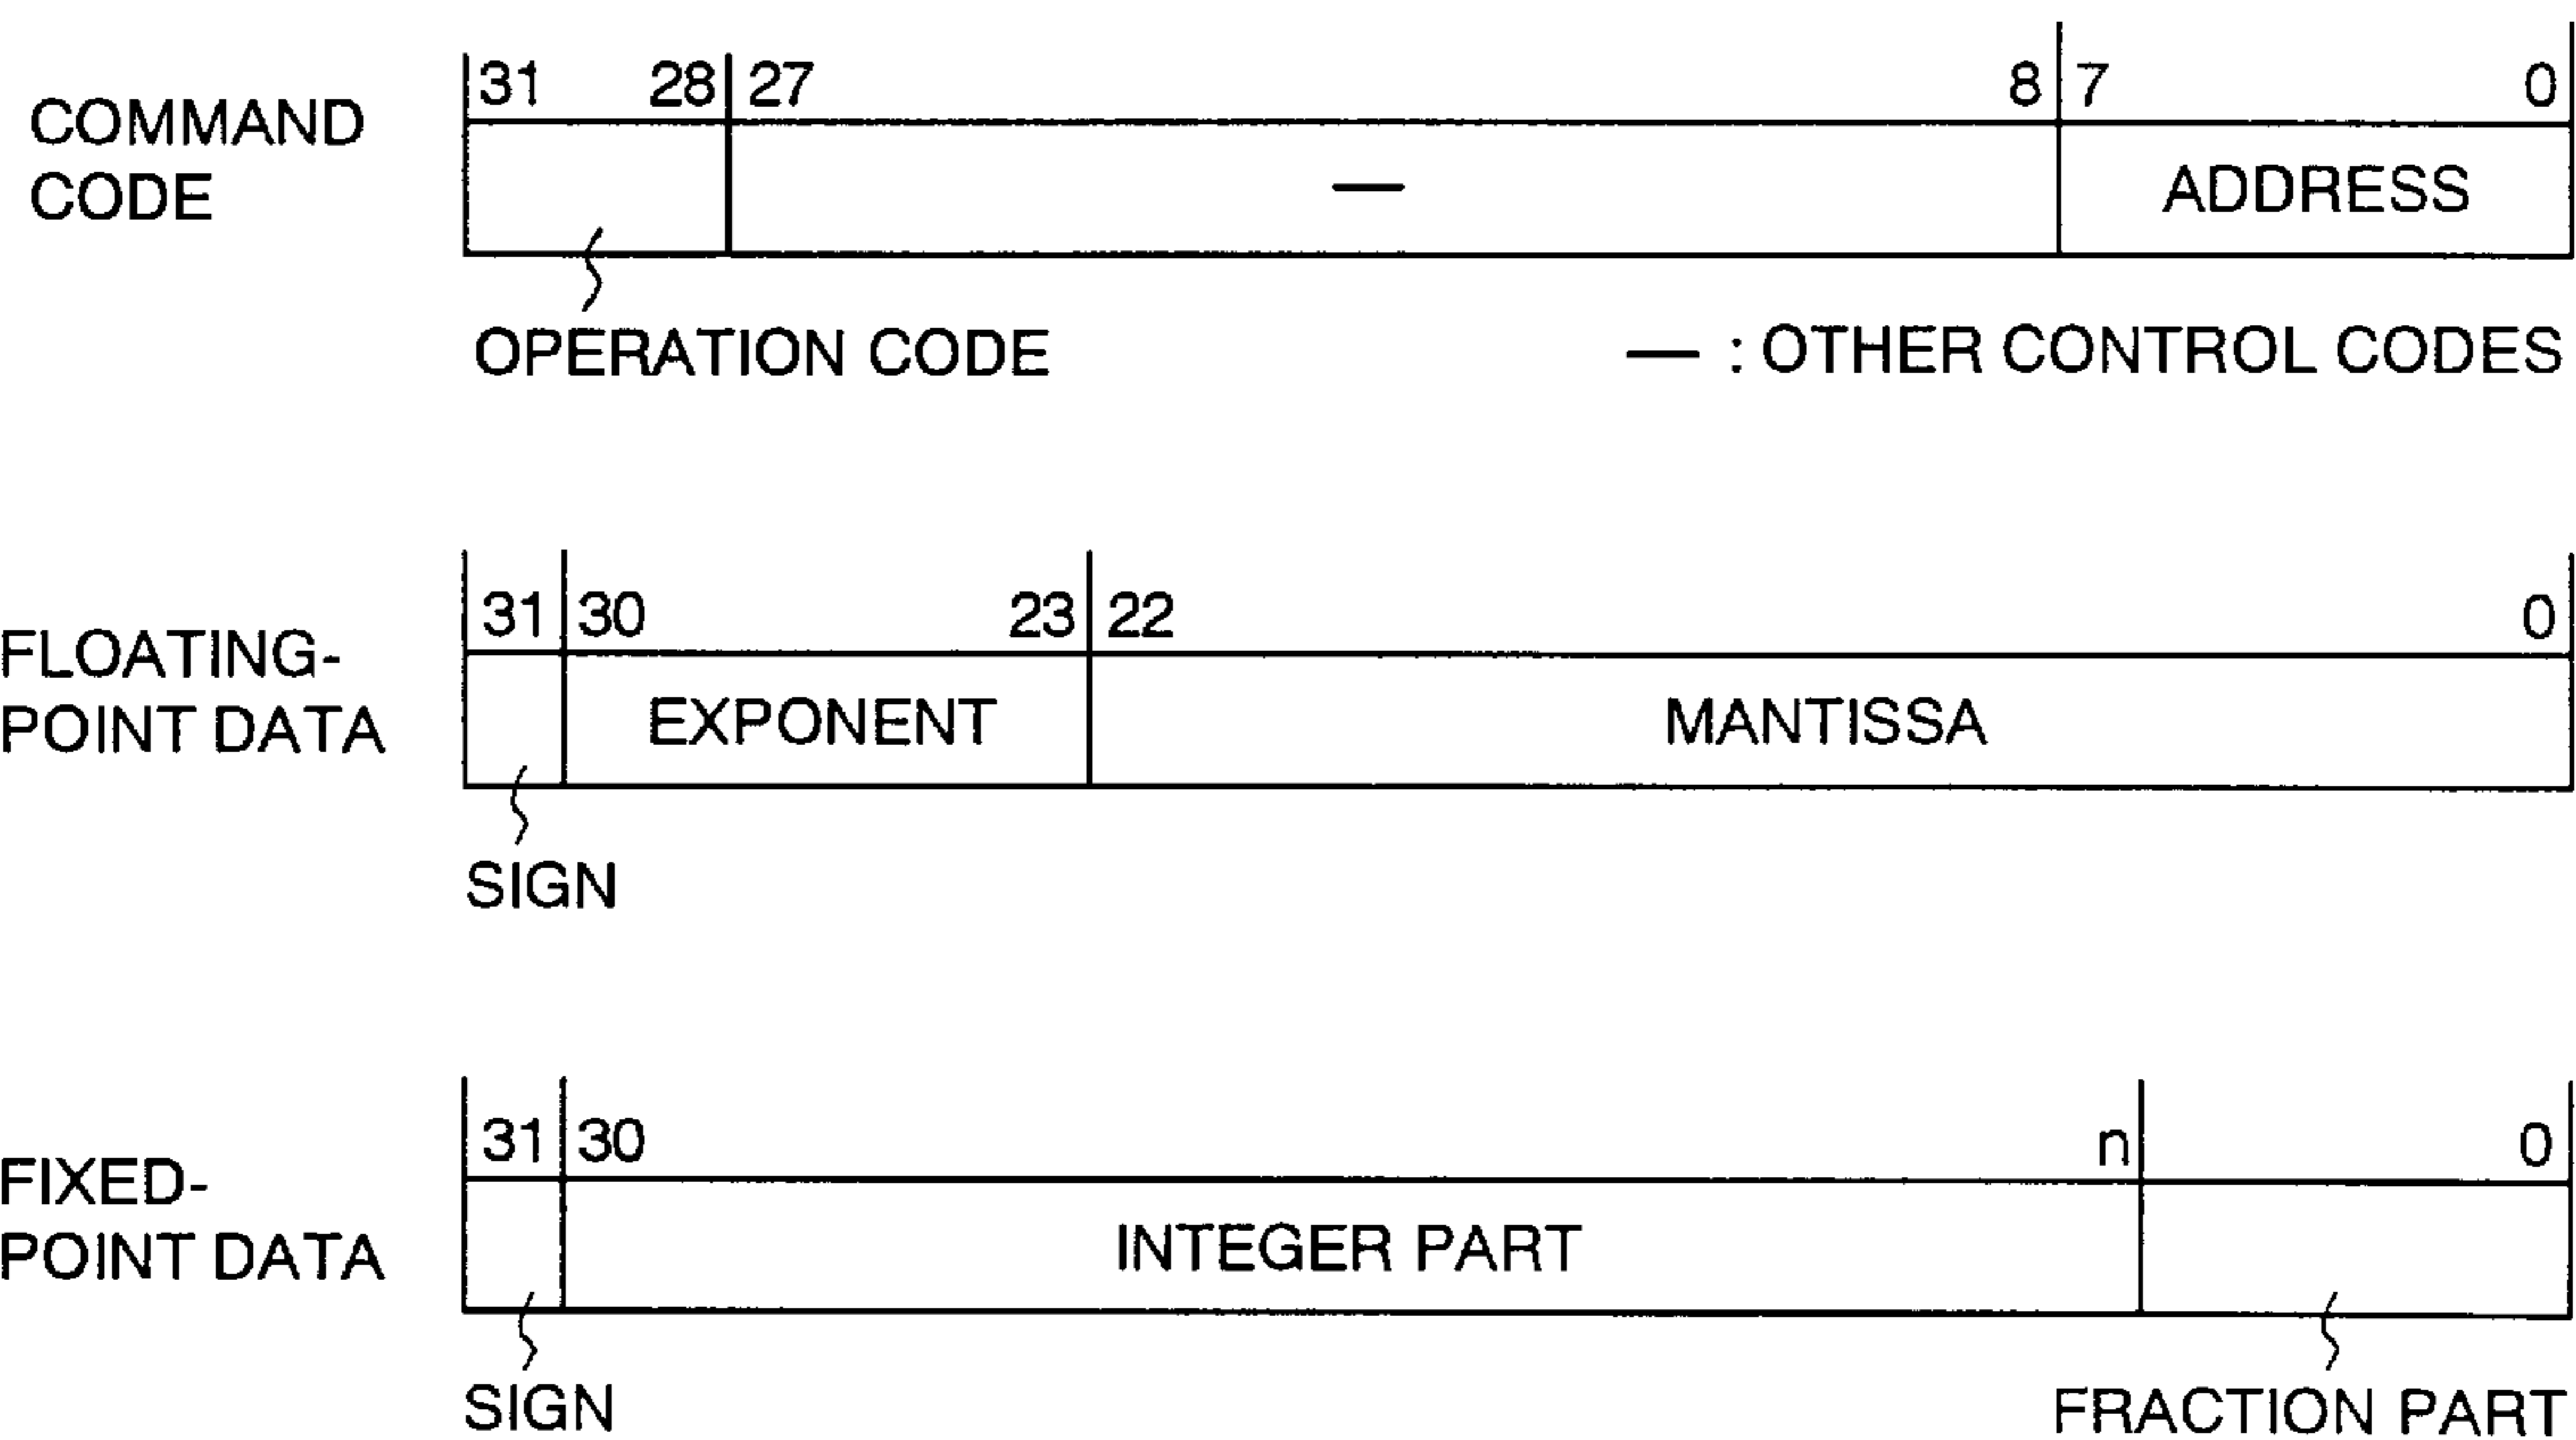 31 28 27 8 7 0
COMMAND
CODE
— ADDRESS
OPERATION CODE
— : OTHER CONTROL CODES
31 30 23 22 0
FLOATING-
POINT DATA
EXPONENT MANTISSA
SIGN
31 30 n 0
FIXED-
POINT DATA
INTEGER PART
SIGN
FRACTION PART